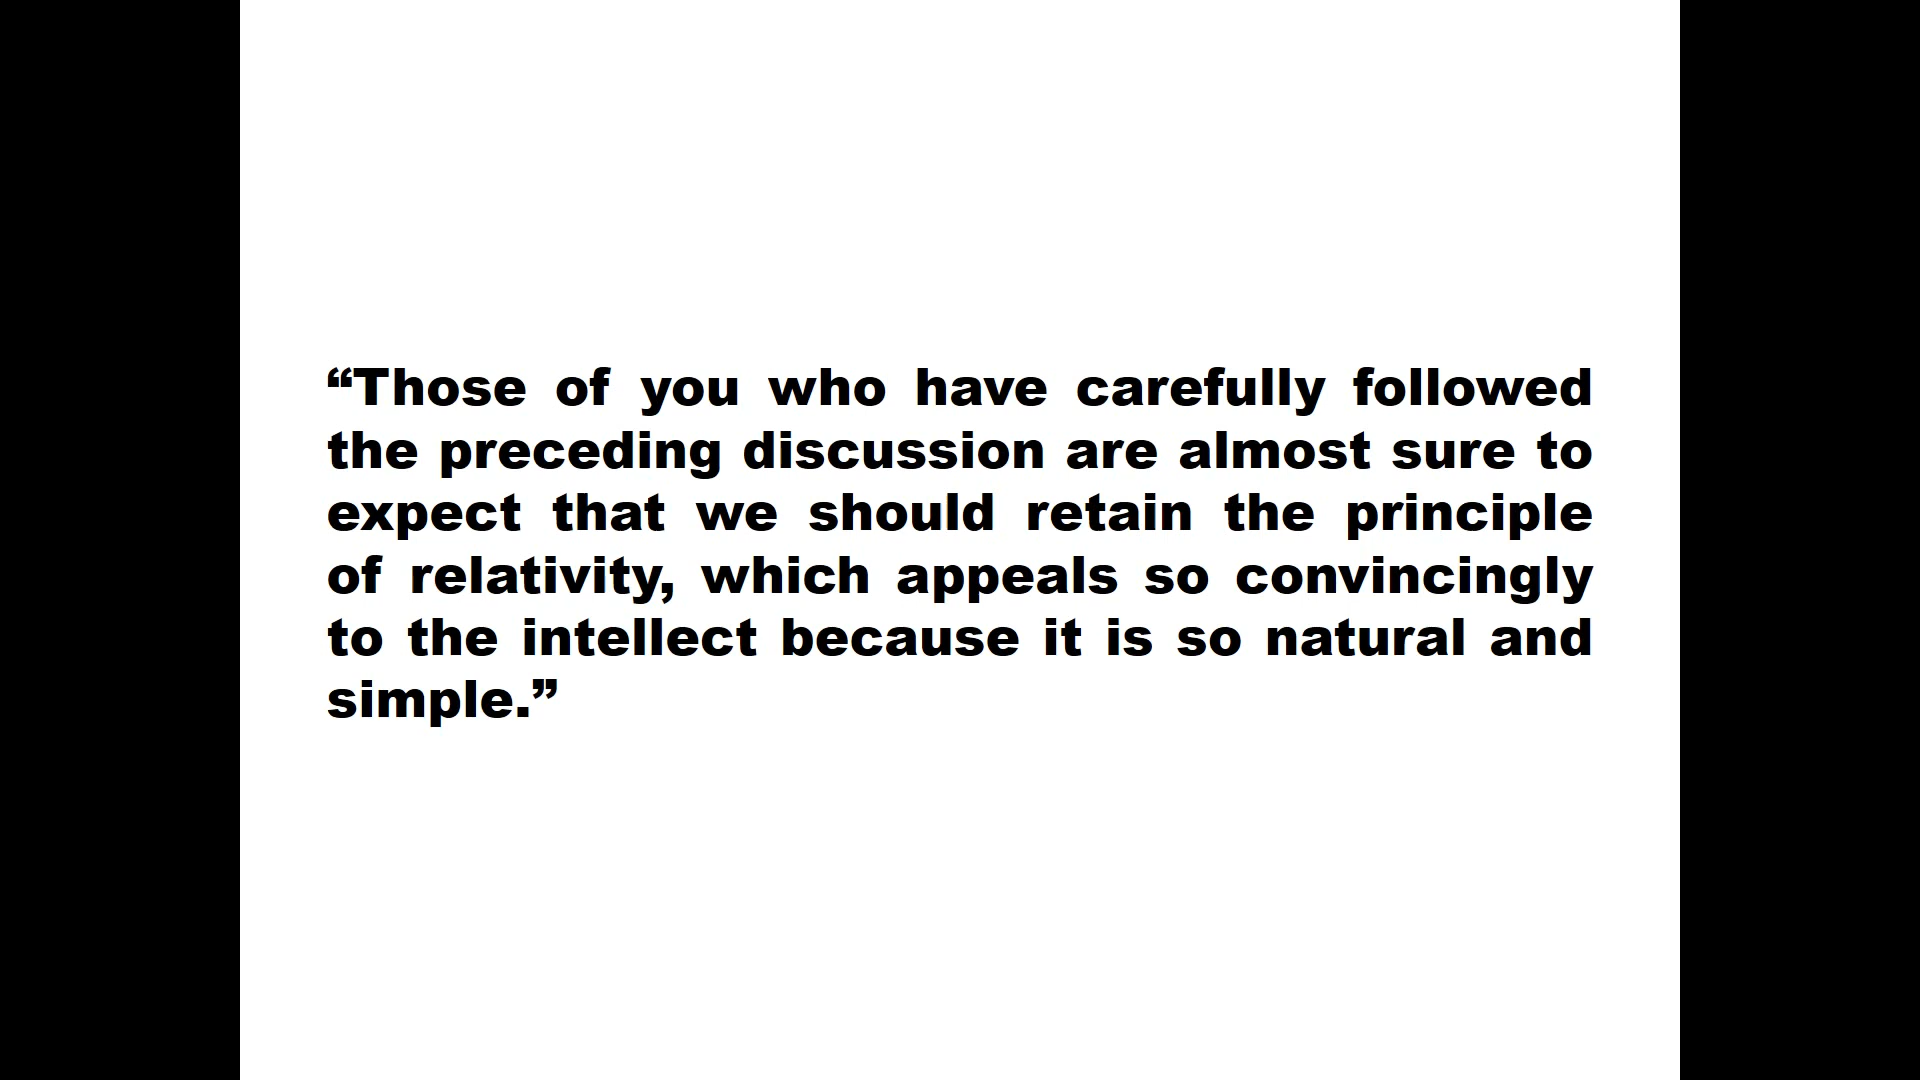 “Those of you who have carefully followed
the preceding discussion are almost sure to
expect that we should retain the principle
of relativity, which appeals so convincingly
to the intellect because it is so natural and
simple.”